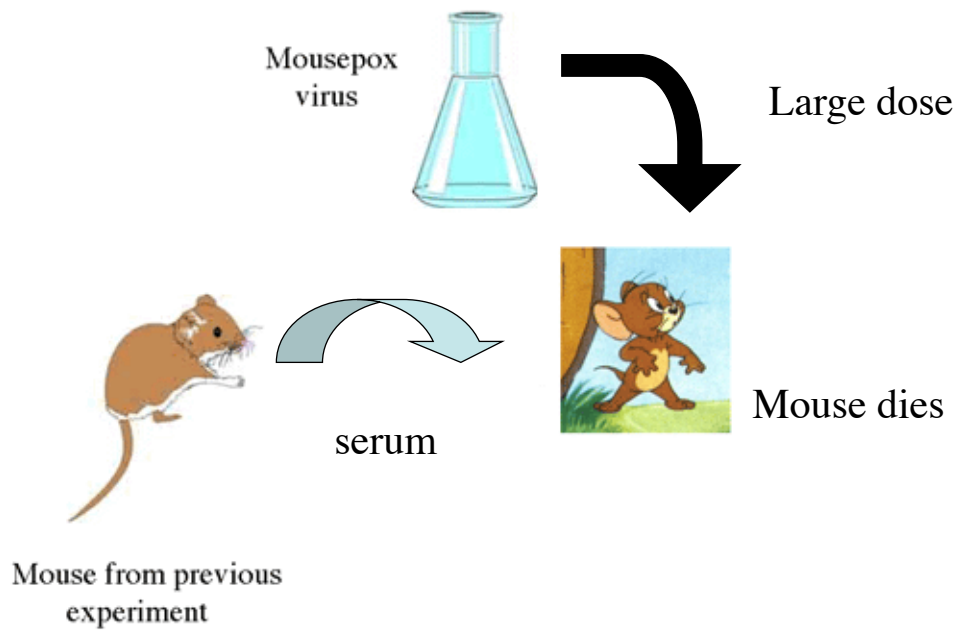 Mousepox
virus
Large dose
serum
Mouse dies
Mouse from previous
experiment